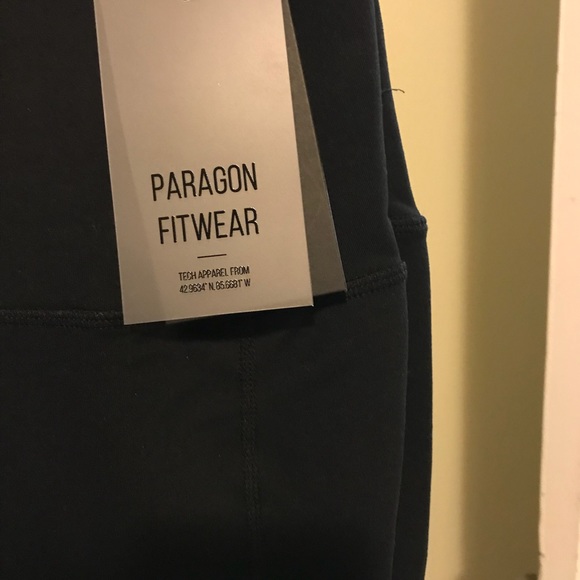 PARAGON
FITWEAR
TECH APPAREL FROM
42.9634° N, 85.6681° W